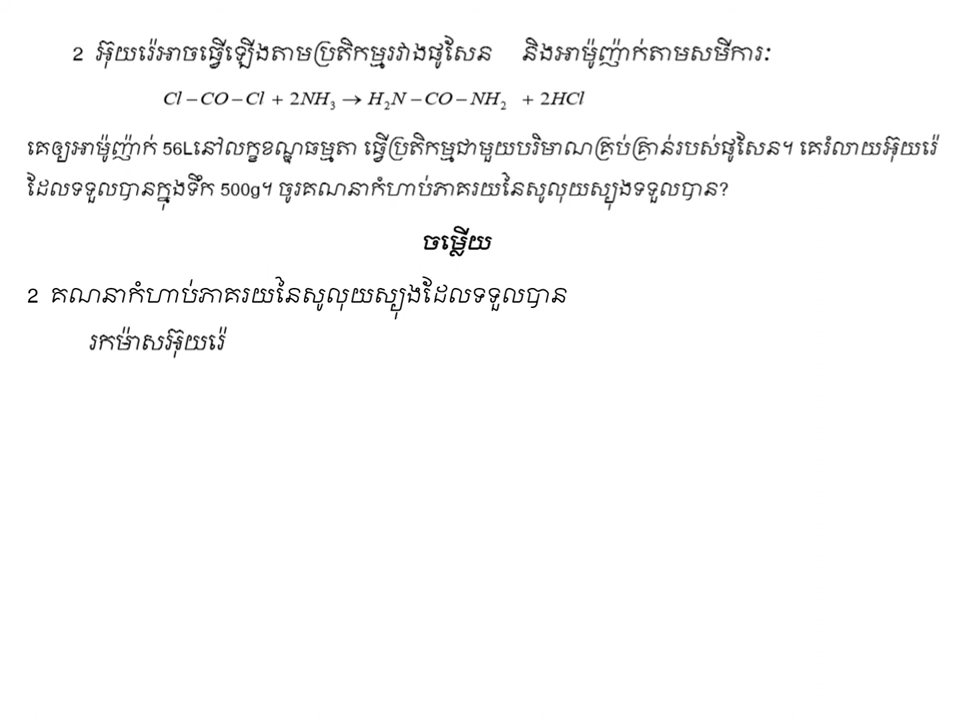 2 អ៊ុយរ៉េអាចធ្វើឡើងតាមប្រតិកម្មរវាងផូសែន និងអាម៉ូញ៉ាក់តាមសមីការៈ
Cl – CO – Cl + 2NH₃ → H₂N – CO – NH₂ + 2HCl
គេឲ្យអាម៉ូញ៉ាក់ 56Lនៅលក្ខខណ្ឌធម្មតា ធ្វើប្រតិកម្មជាមួយបរិមាណគ្រប់គ្រាន់របស់ផូសែន។ គេរំលាយអ៊ុយរ៉េ
ដែលទទួលបានក្នុងទឹក 500g។ ចូរគណនាកំហាប់ភាគរយនៃសូលុយស្យុងទទួលបាន?
ចម្លើយ
2 គណនាកំហាប់ភាគរយនៃសូលុយស្យុងដែលទទួលបាន
រកម៉ាសអ៊ុយរ៉េ